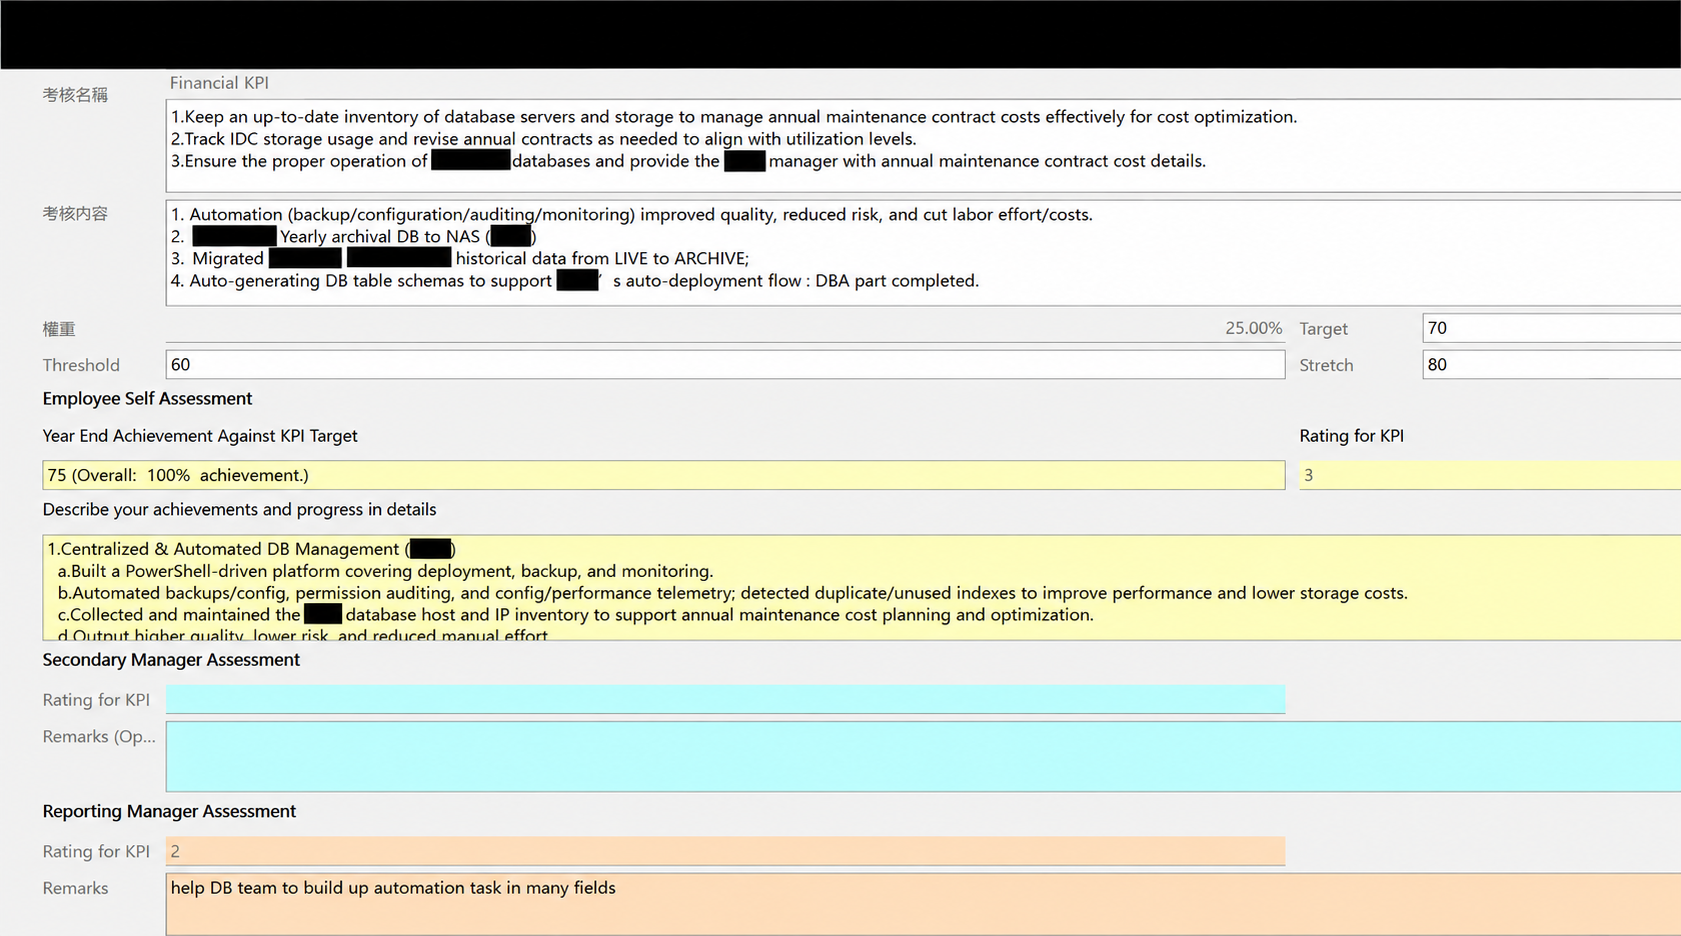 考核名稱
Financial KPI
1.Keep an up-to-date inventory of database servers and storage to manage annual maintenance contract costs effectively for cost optimization.
2.Track IDC storage usage and revise annual contracts as needed to align with utilization levels.
3.Ensure the proper operation of databases and provide the manager with annual maintenance contract cost details.
考核內容
1. Automation (backup/configuration/auditing/monitoring) improved quality, reduced risk, and cut labor effort/costs.
2. Yearly archival DB to NAS ( )
3. Migrated historical data from LIVE to ARCHIVE;
4. Auto-generating DB table schemas to support ’ s auto-deployment flow : DBA part completed.
權重 25.00% Target 70
Threshold 60 Stretch 80
Employee Self Assessment
Year End Achievement Against KPI Target Rating for KPI
75 (Overall: 100% achievement.) 3
Describe your achievements and progress in details
1.Centralized & Automated DB Management ( )
a.Built a PowerShell-driven platform covering deployment, backup, and monitoring.
b.Automated backups/config, permission auditing, and config/performance telemetry; detected duplicate/unused indexes to improve performance and lower storage costs.
c.Collected and maintained the database host and IP inventory to support annual maintenance cost planning and optimization.
d.Output higher quality, lower risk, and reduced manual effort
Secondary Manager Assessment
Rating for KPI
Remarks (Op...
Reporting Manager Assessment
Rating for KPI 2
Remarks help DB team to build up automation task in many fields